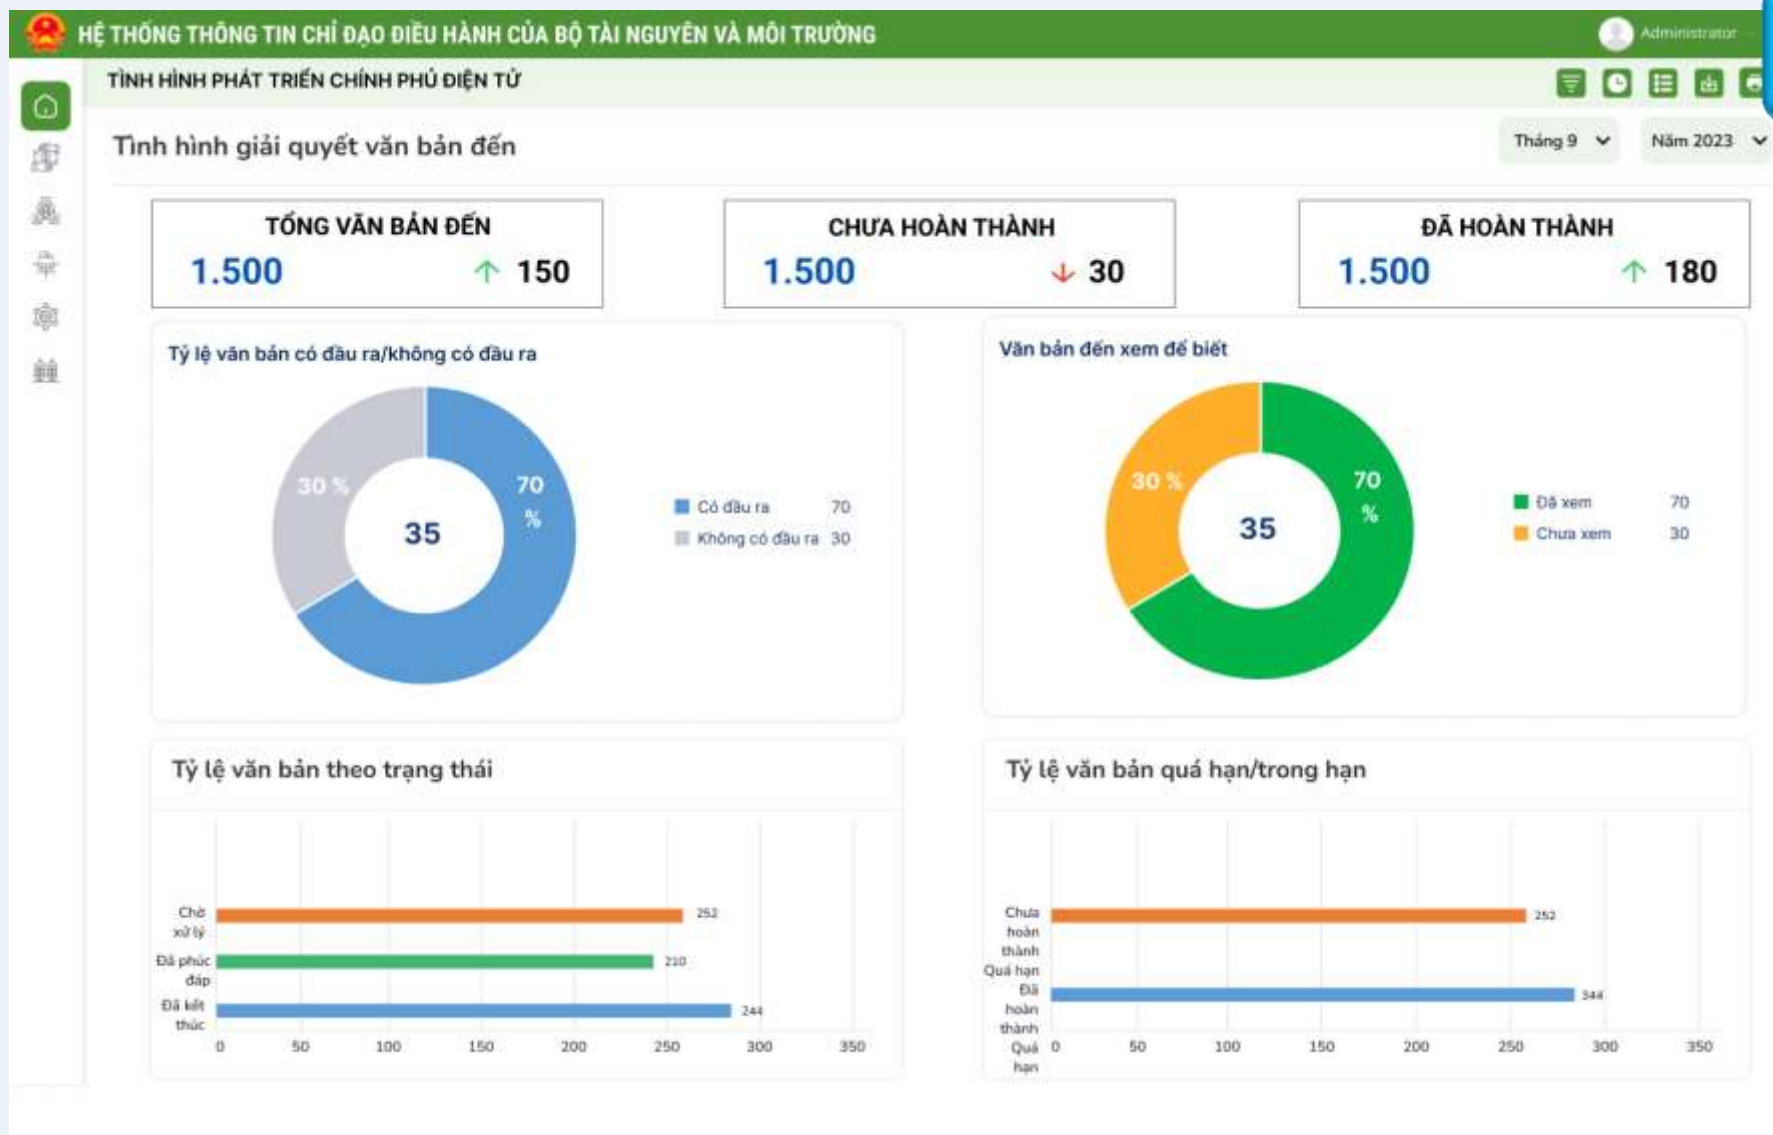 HỆ THỐNG THÔNG TIN CHỈ ĐẠO ĐIỀU HÀNH CỦA BỘ TÀI NGUYÊN VÀ MÔI TRƯỜNG
Administrator
TÌNH HÌNH PHÁT TRIỂN CHÍNH PHỦ ĐIỆN TỬ
Tình hình giải quyết văn bản đến
Tháng 9
Năm 2023
TỔNG VĂN BẢN ĐẾN
1.500 ↑ 150
CHƯA HOÀN THÀNH
1.500 ↓ 30
ĐÃ HOÀN THÀNH
1.500 ↑ 180
Tỷ lệ văn bản có đầu ra/không có đầu ra
30 %
70
%
35
Có đầu ra 70
Không có đầu ra 30
Văn bản đến xem để biết
30 %
70
%
35
Đã xem 70
Chưa xem 30
Tỷ lệ văn bản theo trạng thái
Chờ
xử lý
252
Đã phúc
đáp
210
Đã kết
thúc
244
0 50 100 150 200 250 300 350
Tỷ lệ văn bản quá hạn/trong hạn
Chưa
hoàn
thành
Quá hạn
252
Đã
hoàn
thành
Quá
hạn
344
0 50 100 150 200 250 300 350